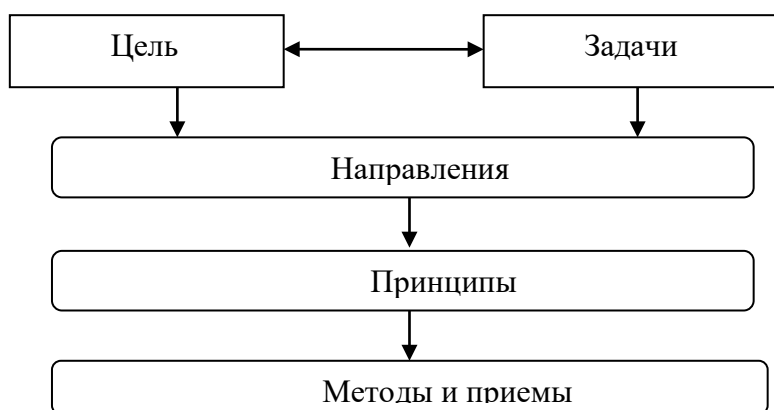 Цель
Задачи
Направления
Принципы
Методы и приемы